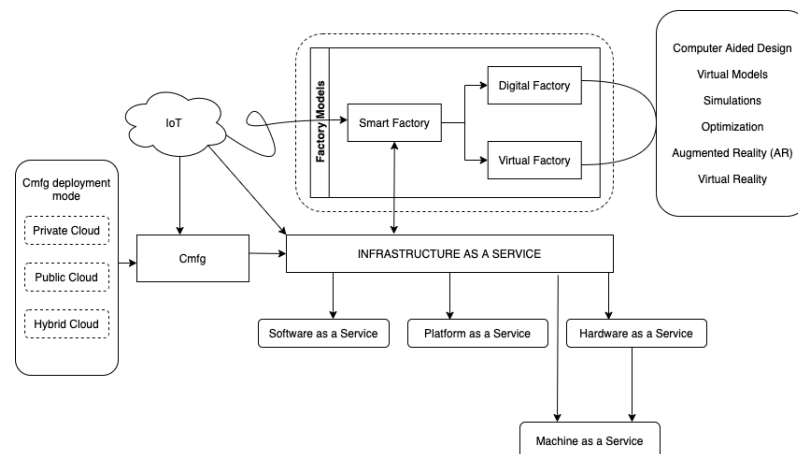 Computer Aided Design
Virtual Models
Simulations
Optimization
Augmented Reality (AR)
Virtual Reality
Factory Models
Digital Factory
Smart Factory
Virtual Factory
IoT
Cmfg deployment
mode
Private Cloud
Public Cloud
Hybrid Cloud
Cmfg
INFRASTRUCTURE AS A SERVICE
Software as a Service
Platform as a Service
Hardware as a Service
Machine as a Service